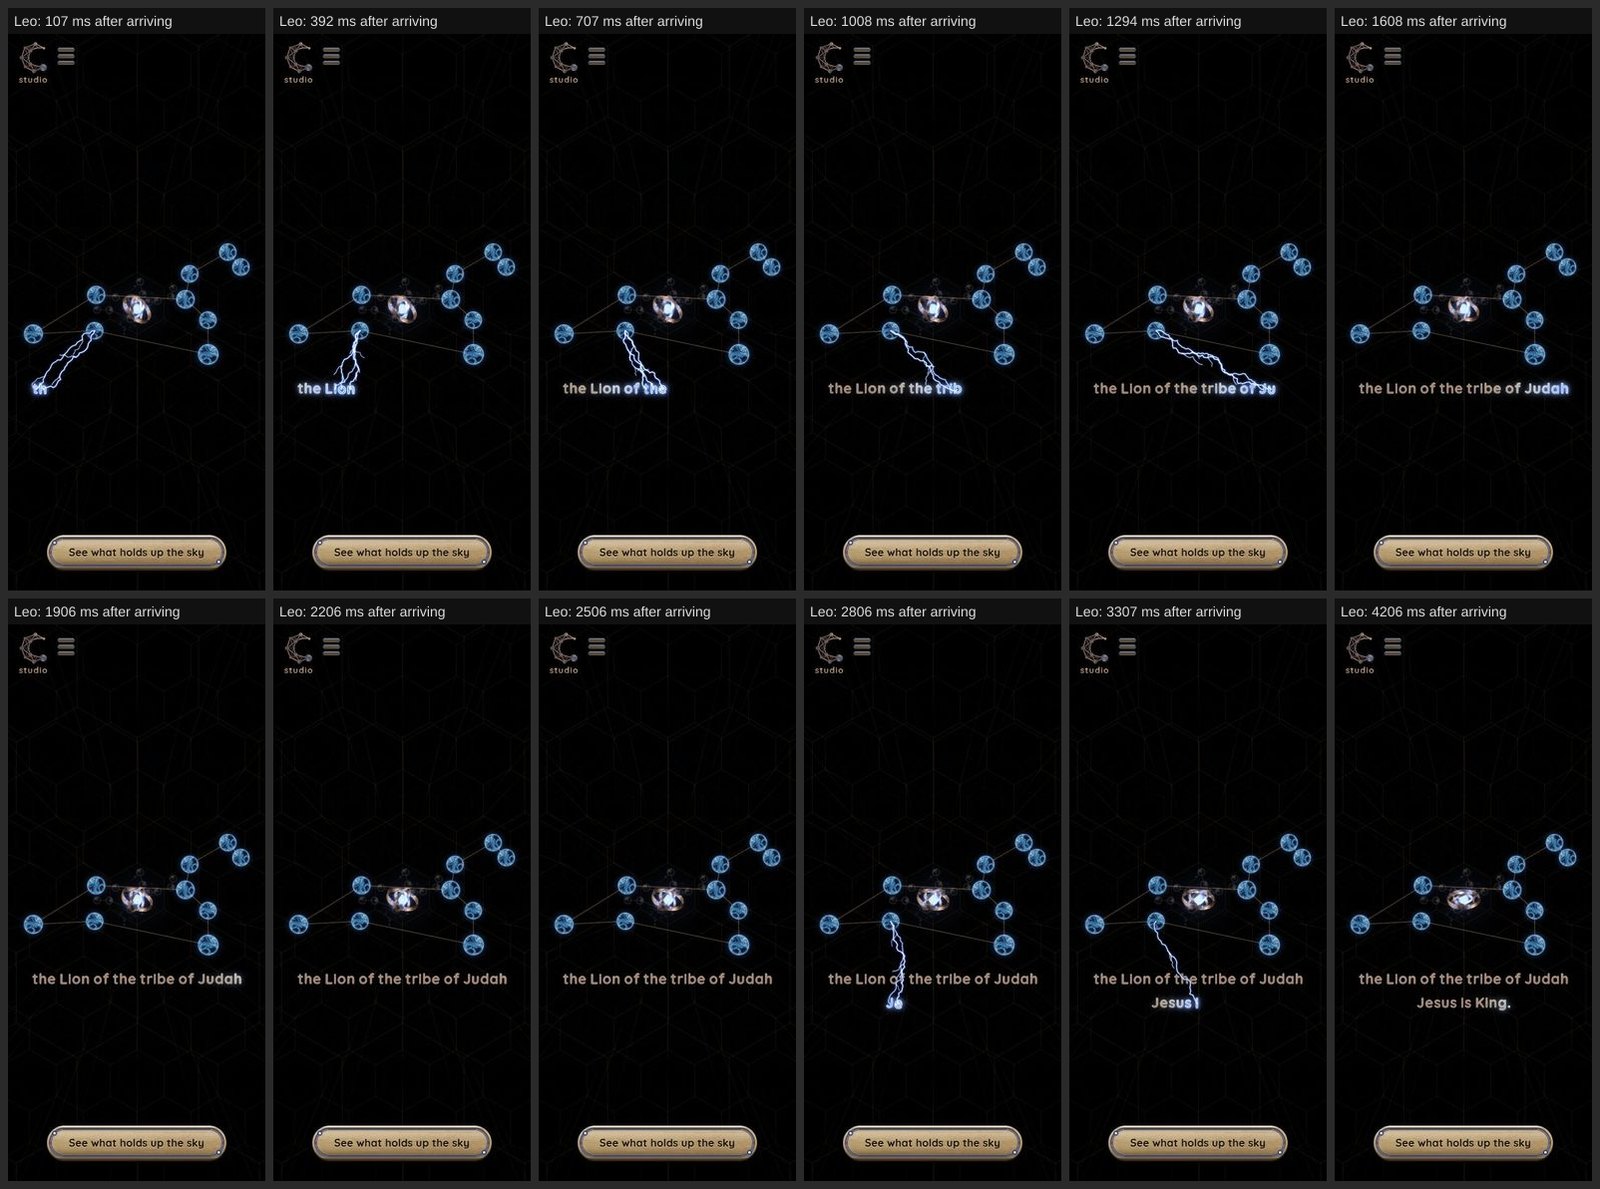 Leo: 107 ms after arriving
studio
th
See what holds up the sky
Leo: 392 ms after arriving
studio
the Lion
See what holds up the sky
Leo: 707 ms after arriving
studio
the Lion of the
See what holds up the sky
Leo: 1008 ms after arriving
studio
the Lion of the trib
See what holds up the sky
Leo: 1294 ms after arriving
studio
the Lion of the tribe of Ju
See what holds up the sky
Leo: 1608 ms after arriving
studio
the Lion of the tribe of Judah
See what holds up the sky
Leo: 1906 ms after arriving
studio
the Lion of the tribe of Judah
See what holds up the sky
Leo: 2206 ms after arriving
studio
the Lion of the tribe of Judah
See what holds up the sky
Leo: 2506 ms after arriving
studio
the Lion of the tribe of Judah
See what holds up the sky
Leo: 2806 ms after arriving
studio
the Lion of the tribe of Judah
Je
See what holds up the sky
Leo: 3307 ms after arriving
studio
the Lion of the tribe of Judah
Jesus i
See what holds up the sky
Leo: 4206 ms after arriving
studio
the Lion of the tribe of Judah
Jesus is King.
See what holds up the sky